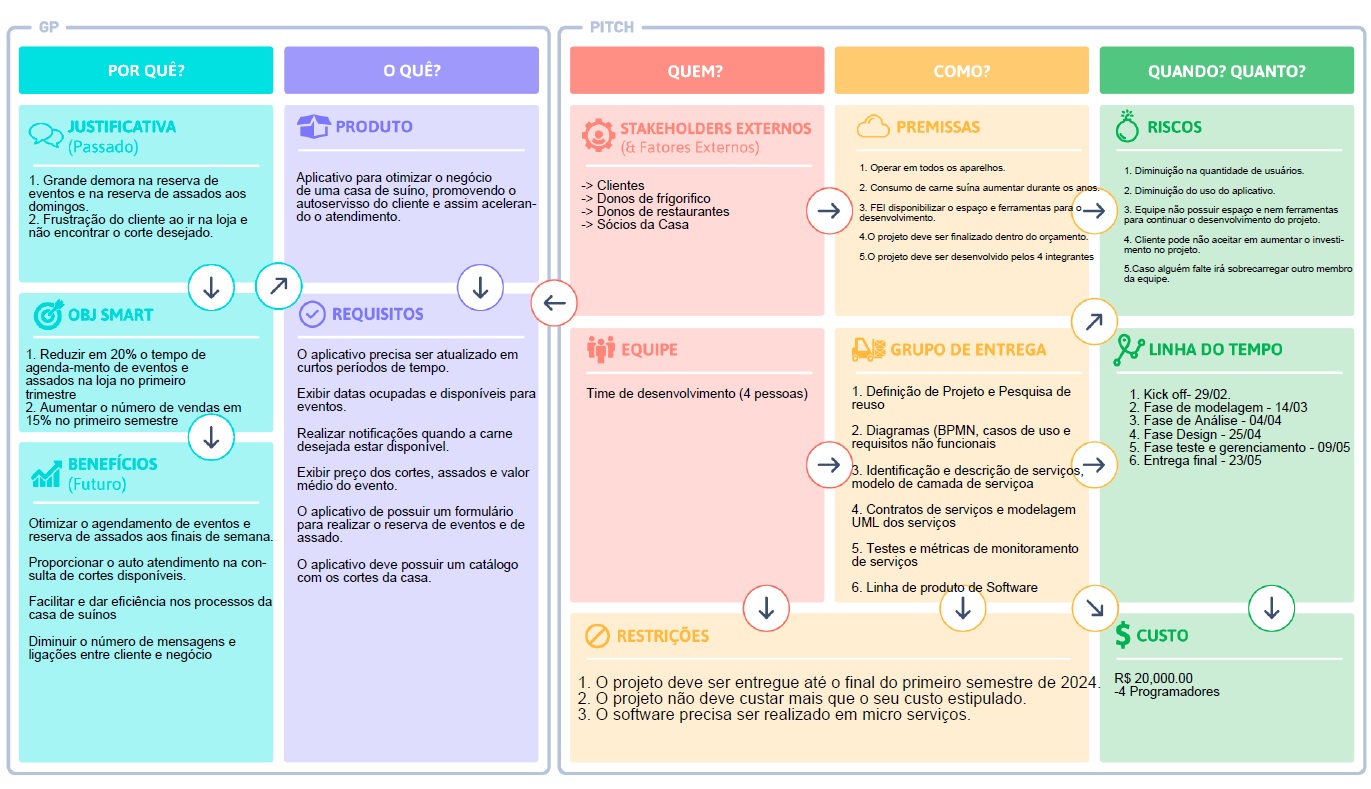 GP
PITCH
POR QUÊ?
O QUÊ?
QUEM?
COMO?
QUANDO? QUANTO?
JUSTIFICATIVA
(Passado)
1. Grande demora na reserva de
eventos e na reserva de assados aos
domingos.
2. Frustração do cliente ao ir na loja e
não encontrar o corte desejado.
OBJ SMART
1. Reduzir em 20% o tempo de
agenda-mento de eventos e
assados na loja no primeiro
trimestre
2. Aumentar o número de vendas em
15% no primeiro semestre
BENEFÍCIOS
(Futuro)
Otimizar o agendamento de eventos e
reserva de assados aos finais de semana.
Proporcionar o auto atendimento na con-
sulta de cortes disponíveis.
Facilitar e dar eficiência nos processos da
casa de suínos
Diminuir o número de mensagens e
ligações entre cliente e negócio
PRODUTO
Aplicativo para otimizar o negócio
de uma casa de suíno, promovendo o
autoserviso do cliente e assim aceleran-
do o atendimento.
REQUISITOS
O aplicativo precisa ser atualizado em
curtos períodos de tempo.
Exibir datas ocupadas e disponíveis para
eventos.
Realizar notificações quando a carne
desejada estar disponível.
Exibir preço dos cortes, assados e valor
médio do evento.
O aplicativo de possuir um formulário
para realizar o reserva de eventos e de
assado.
O aplicativo deve possuir um catálogo
com os cortes da casa.
STAKEHOLDERS EXTERNOS
(& Fatores Externos)
-> Clientes
-> Donos de frígorifico
-> Donos de restaurantes
-> Sócios da Casa
EQUIPE
Time de desenvolvimento (4 pessoas)
PREMISSAS
1. Operar em todos os aparelhos.
2. Consumo de carne suína aumentar durante os anos.
3. FEI disponibilizar o espaço e ferramentas para o
desenvolvimento.
4.O projeto deve ser finalizado dentro do orçamento.
5.O projeto deve ser desenvolvido pelos 4 integrantes
GRUPO DE ENTREGA
1. Definição de Projeto e Pesquisa de
reuso
2. Diagramas (BPMN, casos de uso e
requisitos não funcionais
3. Identificação e descrição de serviços,
modelo de camada de serviçoa
4. Contratos de serviços e modelagem
UML dos serviços
5. Testes e métricas de monitoramento
de serviços
6. Linha de produto de Software
RESTRIÇÕES
1. O projeto deve ser entregue até o final do primeiro semestre de 2024.
2. O projeto não deve custar mais que o seu custo estipulado.
3. O software precisa ser realizado em micro serviços.
RISCOS
1. Diminuição na quantidade de usuários.
2. Diminuição do uso do aplicativo.
3. Equipe não possuir espaço e nem ferramentas
para continuar o desenvolvimento do projeto.
4. Cliente pode não aceitar em aumentar o investi-
mento no projeto.
5.Caso alguém falte irá sobrecarregar outro membro
da equipe.
LINHA DO TEMPO
1. Kick off- 29/02.
2. Fase de modelagem - 14/03
3. Fase de Análise - 04/04
4. Fase Design - 25/04
5. Fase teste e gerenciamento - 09/05
6. Entrega final - 23/05
CUSTO
R$ 20,000.00
-4 Programadores